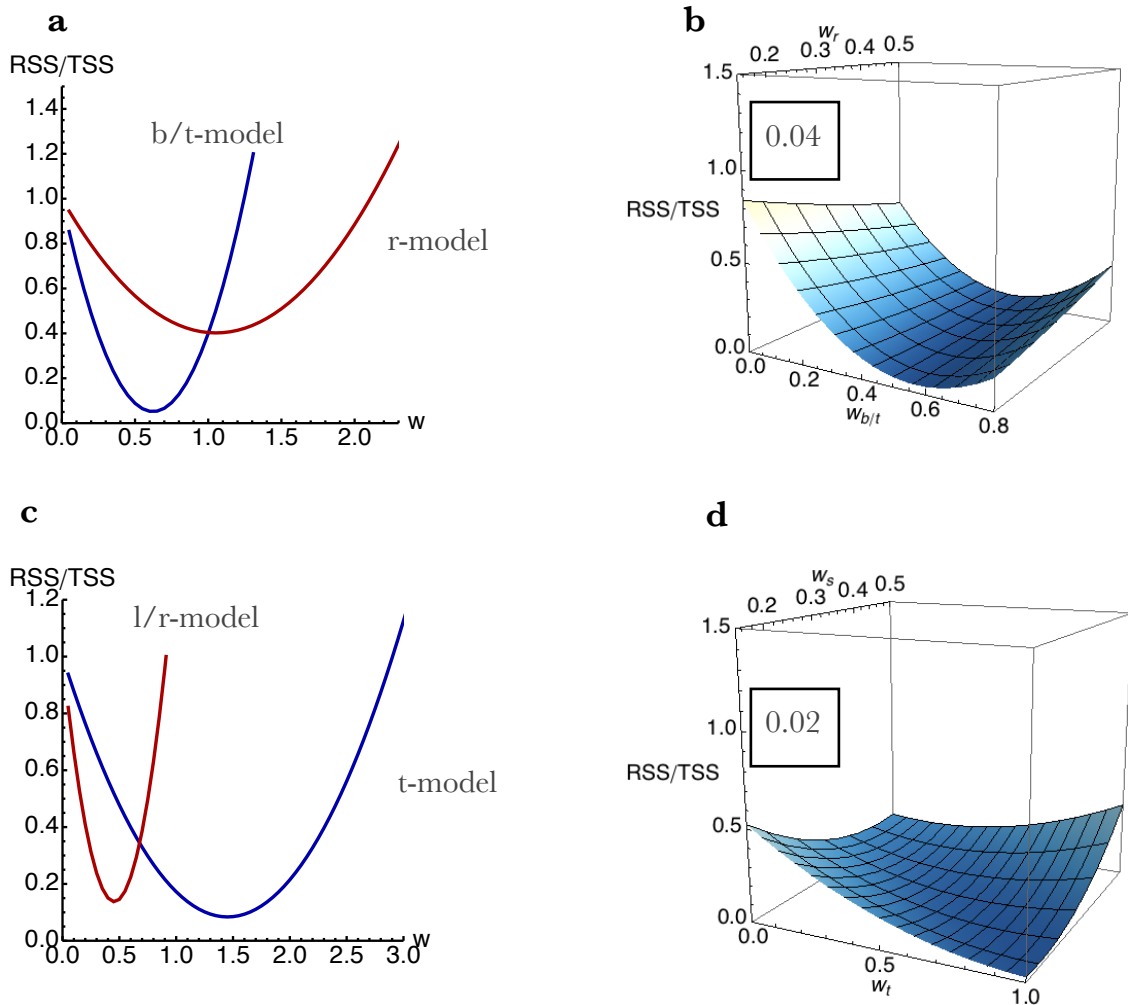 a
RSS/TSS
1.4
1.2
1.0
0.8
0.6
0.4
0.2
0.0
0.0 0.5 1.0 1.5 2.0 w
b/t-model
r-model
b
w_r
0.2 0.3 0.4 0.5
1.5
1.0
RSS/TSS
0.5
0.0
0.04
0.0 0.2 0.4 0.6 0.8
w_{b/t}
c
RSS/TSS
1.2
1.0
0.8
0.6
0.4
0.2
0.0
0.0 0.5 1.0 1.5 2.0 2.5 3.0 w
l/r-model
t-model
d
w_s
0.2 0.3 0.4 0.5
1.5
1.0
RSS/TSS
0.5
0.0
0.02
0.0 0.5 1.0
w_t